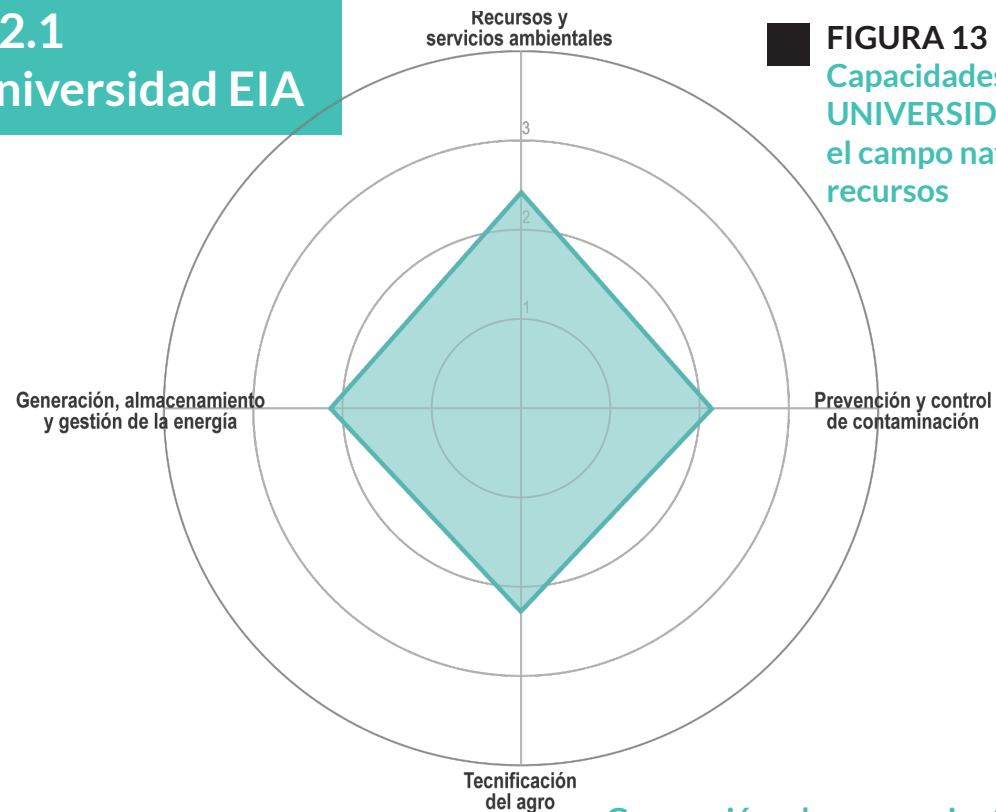 2.1
niversidad EIA
Recursos y
servicios ambientales
FIGURA 13
Capacidades
UNIVERSID
el campo nat
recursos
3
2
1
Generación, almacenamiento
y gestión de la energía
Prevención y control
de contaminación
Tecnificación
del agro